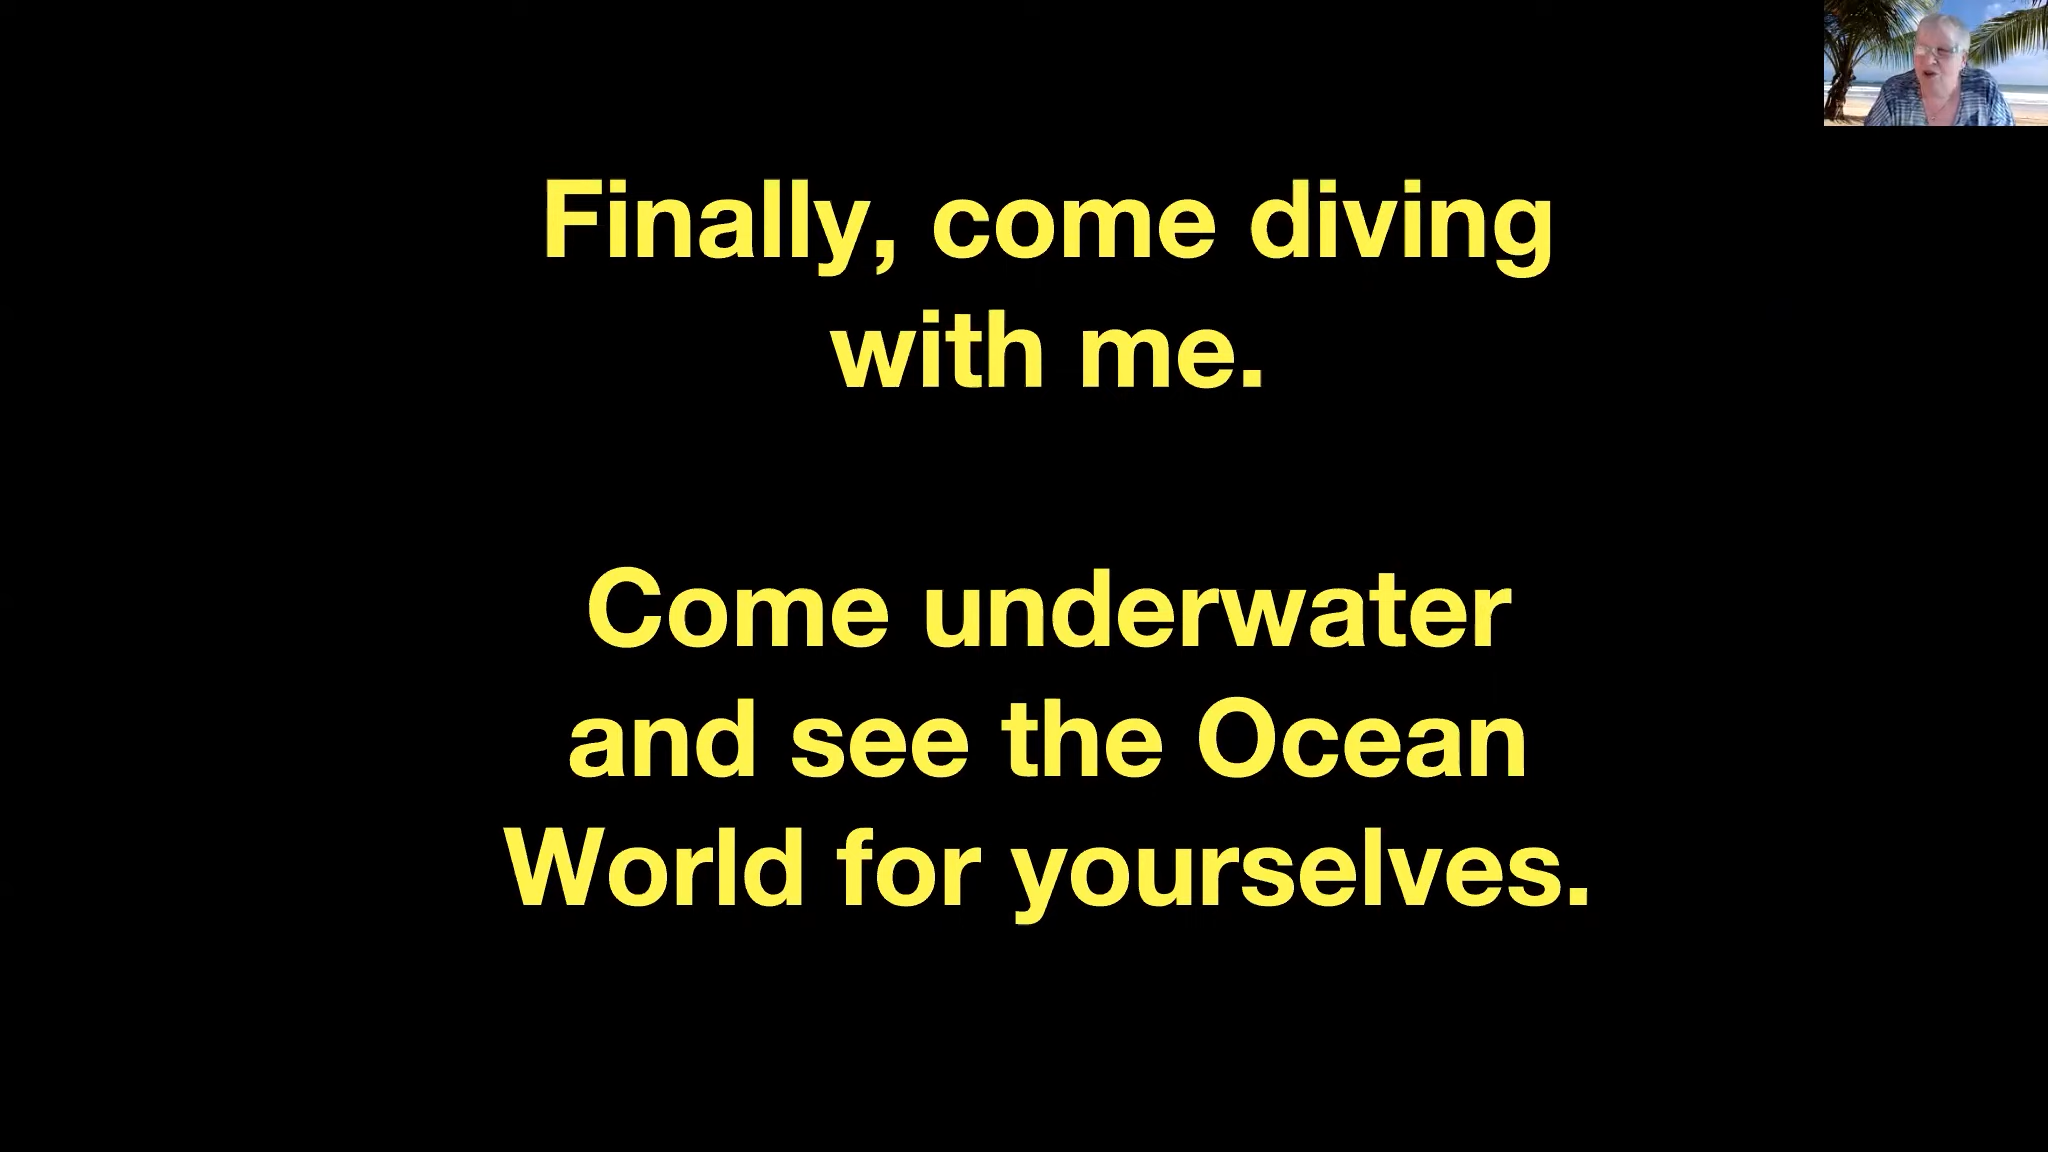 Finally, come diving
with me.
Come underwater
and see the Ocean
World for yourselves.